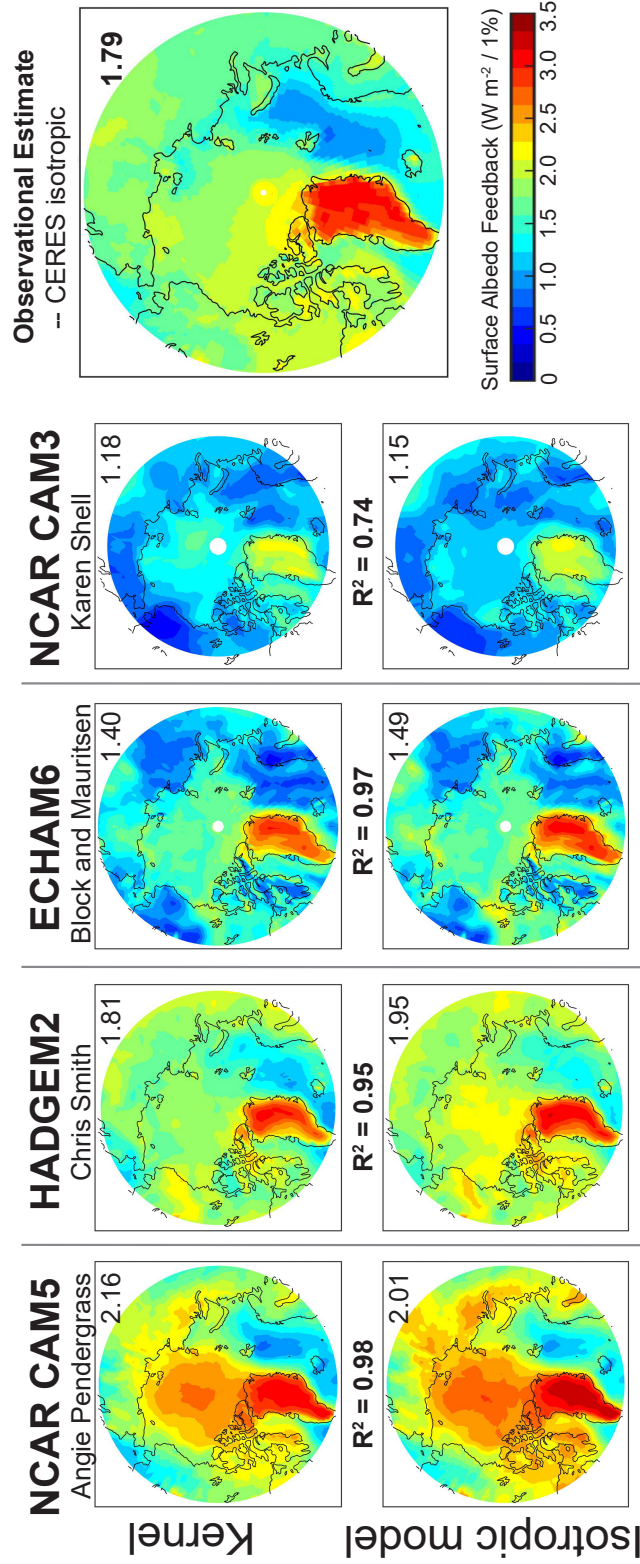 NCAR CAM5
Angie Pendergrass
HADGEM2
Chris Smith
ECHAM6
Block and Mauritsen
NCAR CAM3
Karen Shell
Observational Estimate
-- CERES isotropic
Kernel
2.16
1.81
1.40
1.18
1.79
R² = 0.98
R² = 0.95
R² = 0.97
R² = 0.74
Isotropic model
2.01
1.95
1.49
1.15
Surface Albedo Feedback (W m⁻² / 1%)
0 0.5 1.0 1.5 2.0 2.5 3.0 3.5